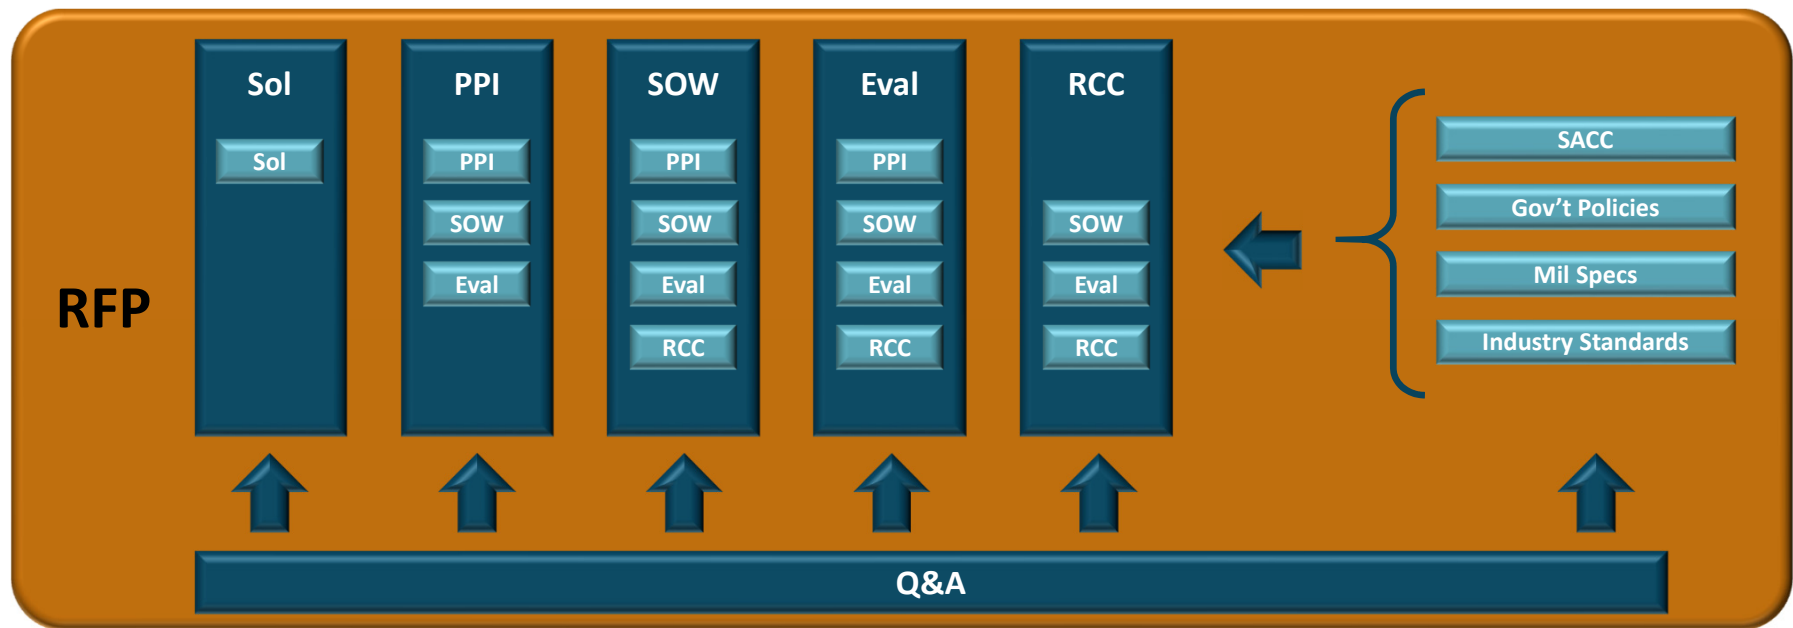 RFP
Sol
Sol
PPI
PPI
SOW
Eval
SOW
PPI
SOW
Eval
RCC
Eval
PPI
SOW
Eval
RCC
RCC
SOW
Eval
RCC
SACC
Gov’t Policies
Mil Specs
Industry Standards
Q&A